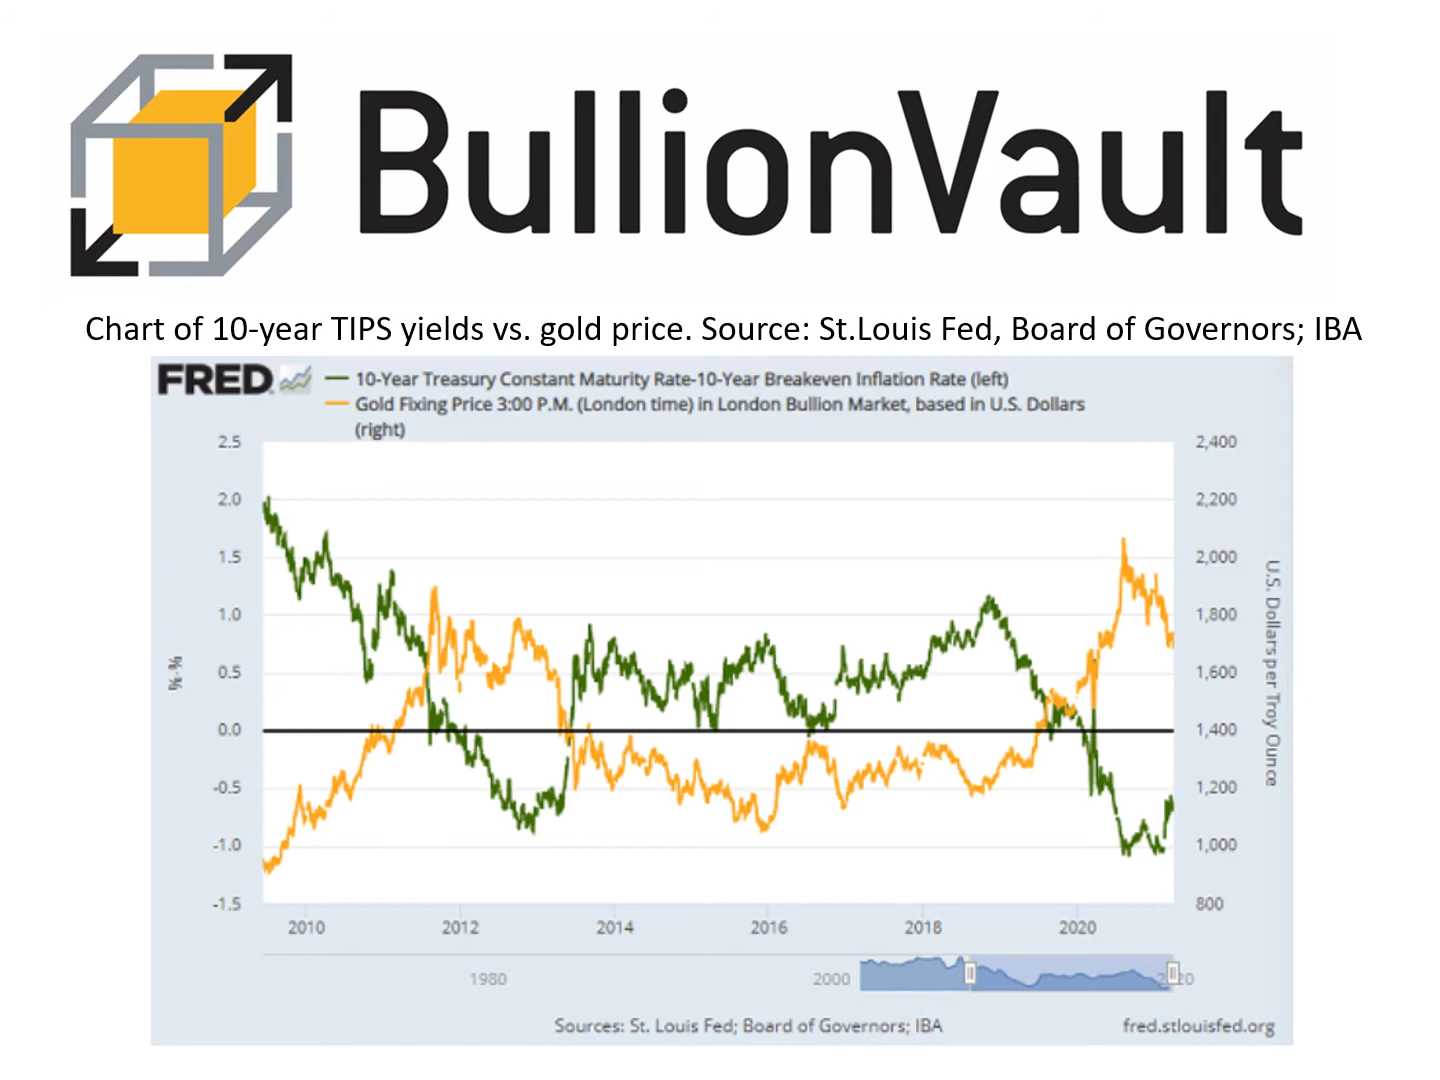 BullionVault
Chart of 10-year TIPS yields vs. gold price. Source: St.Louis Fed, Board of Governors; IBA
FRED
10-Year Treasury Constant Maturity Rate-10-Year Breakeven Inflation Rate (left)
Gold Fixing Price 3:00 P.M. (London time) in London Bullion Market, based in U.S. Dollars
(right)
2.5
2.0
1.5
1.0
0.5
0.0
-0.5
-1.0
-1.5
%-%
2,400
2,200
2,000
1,800
1,600
1,400
1,200
1,000
800
U.S. Dollars per Troy Ounce
2010 2012 2014 2016 2018 2020
1980 2000
Sources: St. Louis Fed; Board of Governors; IBA
fred.stlouisfed.org